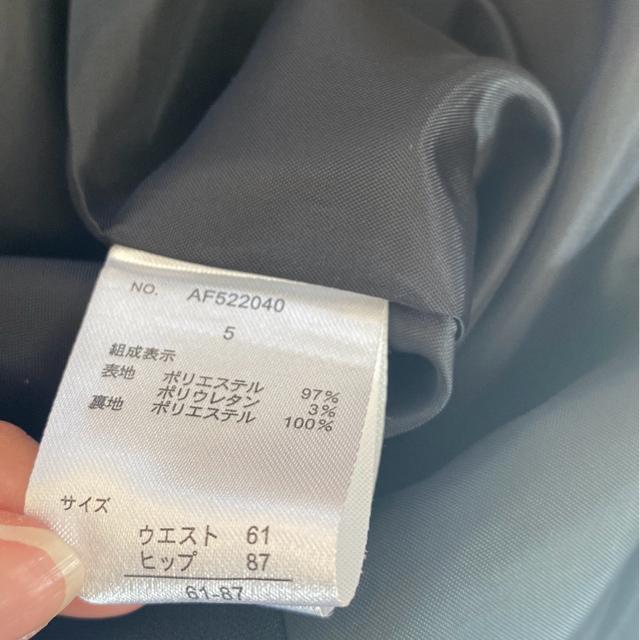 NO. AF522040
5
組成表示
表地 ポリエステル 97%
ポリウレタン 3%
裏地 ポリエステル 100%
サイズ
ウエスト 61
ヒップ 87
61-87